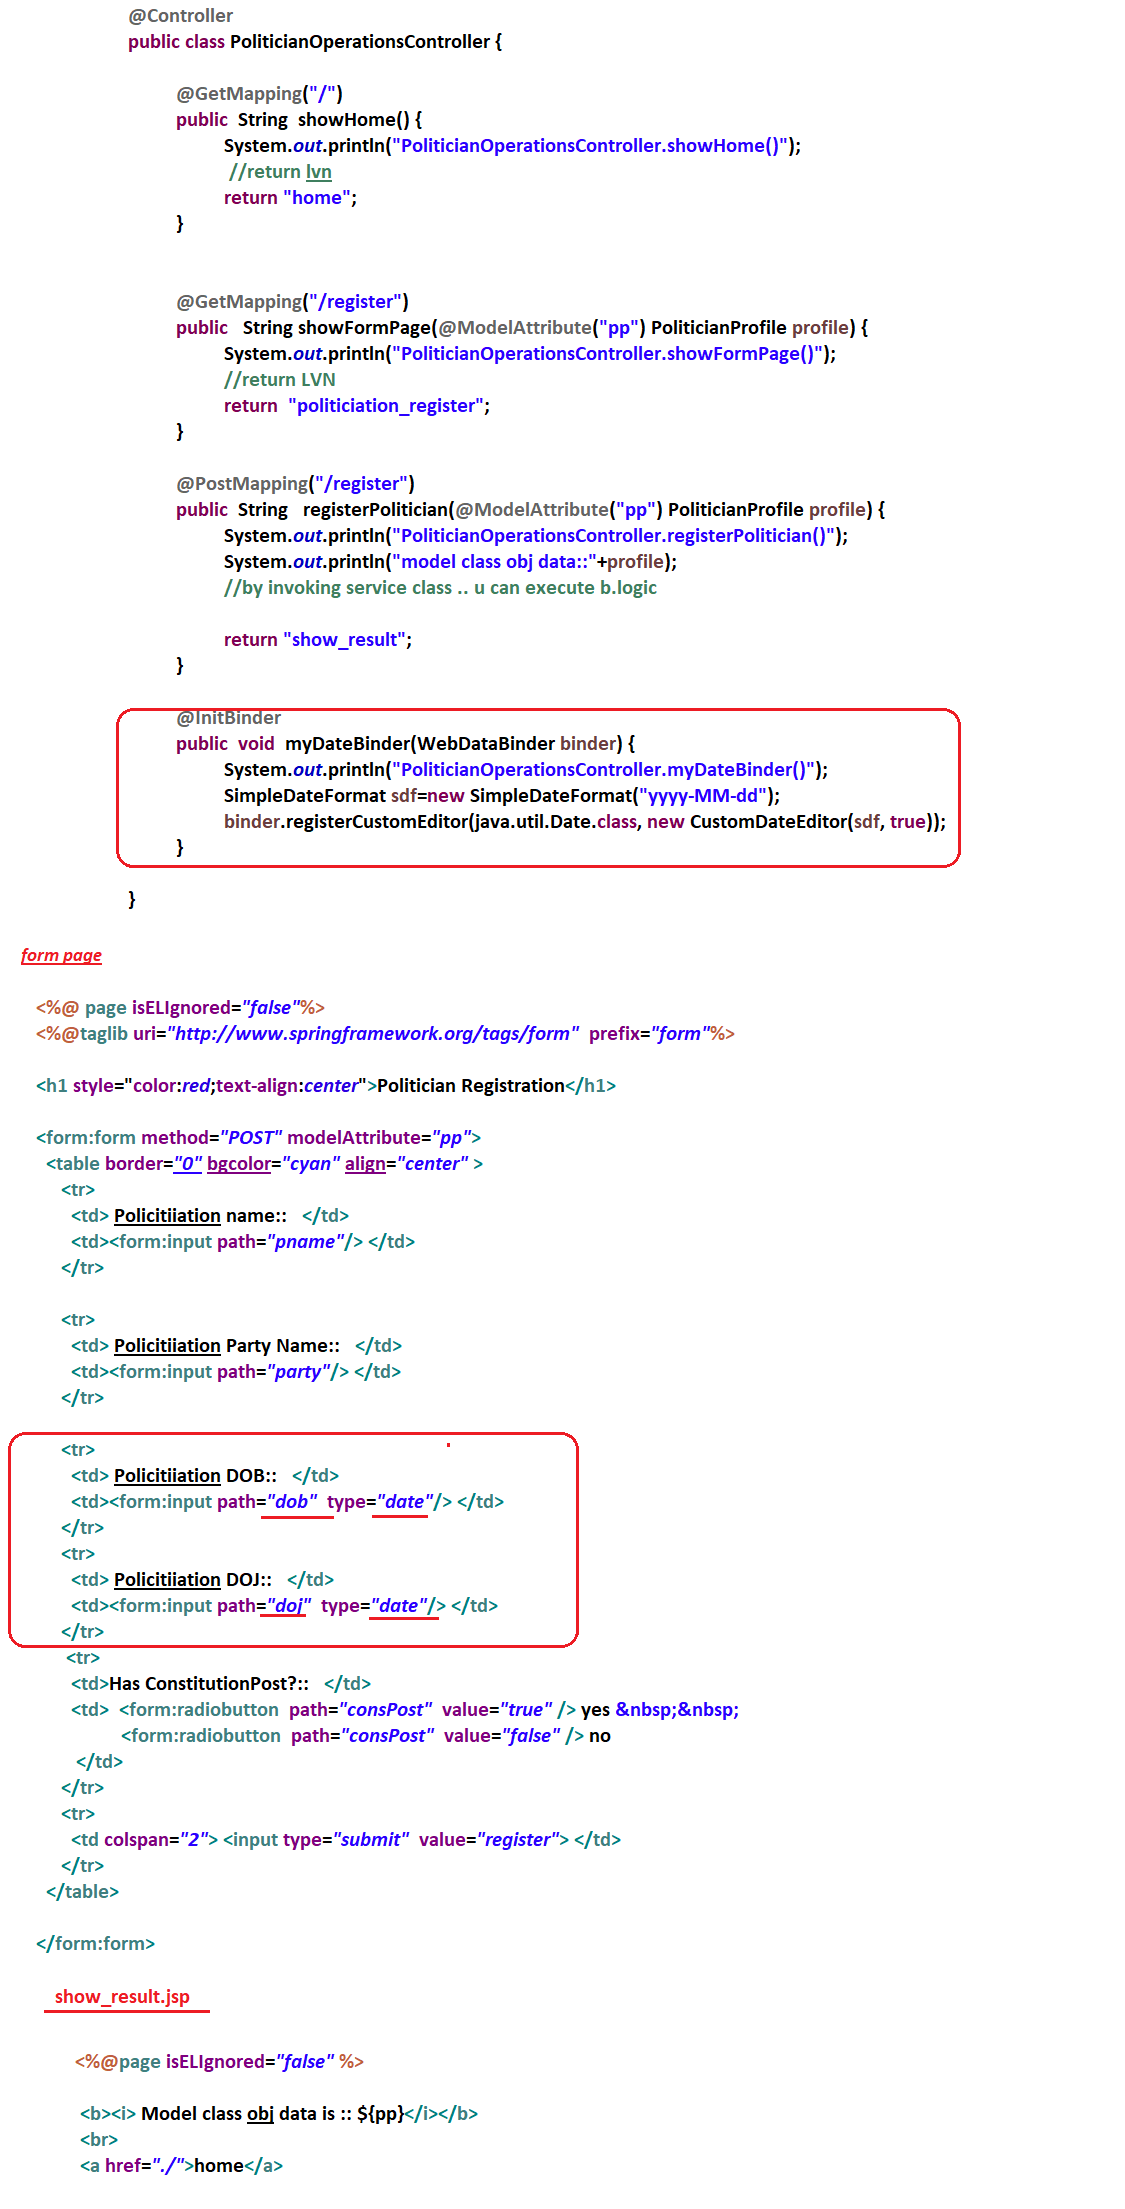 @Controller
public class PoliticianOperationsController {
@GetMapping("/")
public  String  showHome() {
System.out.println("PoliticianOperationsController.showHome()");
//return lvn
return "home";
}
@GetMapping("/register")
public   String showFormPage(@ModelAttribute("pp") PoliticianProfile profile) {
System.out.println("PoliticianOperationsController.showFormPage()");
//return LVN
return  "politiciation_register";
}
@PostMapping("/register")
public  String   registerPolitician(@ModelAttribute("pp") PoliticianProfile profile) {
System.out.println("PoliticianOperationsController.registerPolitician()");
System.out.println("model class obj data::"+profile);
//by invoking service class .. u can execute b.logic
return "show_result";
}
@InitBinder
public  void  myDateBinder(WebDataBinder binder) {
System.out.println("PoliticianOperationsController.myDateBinder()");
SimpleDateFormat sdf=new SimpleDateFormat("yyyy-MM-dd");
binder.registerCustomEditor(java.util.Date.class, new CustomDateEditor(sdf, true));
}
}
form page
<%@ page isELIgnored="false"%>
<%@taglib uri="http://www.springframework.org/tags/form"  prefix="form"%>
<h1 style="color:red;text-align:center">Politician Registration</h1>
<form:form method="POST" modelAttribute="pp">
<table border="0" bgcolor="cyan" align="center" >
<tr>
<td> Policitiiation name::   </td>
<td><form:input path="pname"/> </td>
</tr>
<tr>
<td> Policitiiation Party Name::   </td>
<td><form:input path="party"/> </td>
</tr>
<tr>
<td> Policitiiation DOB::   </td>
<td><form:input path="dob"  type="date"/> </td>
</tr>
<tr>
<td> Policitiiation DOJ::   </td>
<td><form:input path="doj"  type="date"/> </td>
</tr>
<tr>
<td>Has ConstitutionPost?::   </td>
<td>  <form:radiobutton  path="consPost"  value="true" /> yes &nbsp;&nbsp;
<form:radiobutton  path="consPost"  value="false" /> no
</td>
</tr>
<tr>
<td colspan="2"> <input type="submit"  value="register"> </td>
</tr>
</table>
</form:form>
show_result.jsp
<%@page isELIgnored="false" %>
<b><i> Model class obj data is :: ${pp}</i></b>
<br>
<a href="./">home</a>